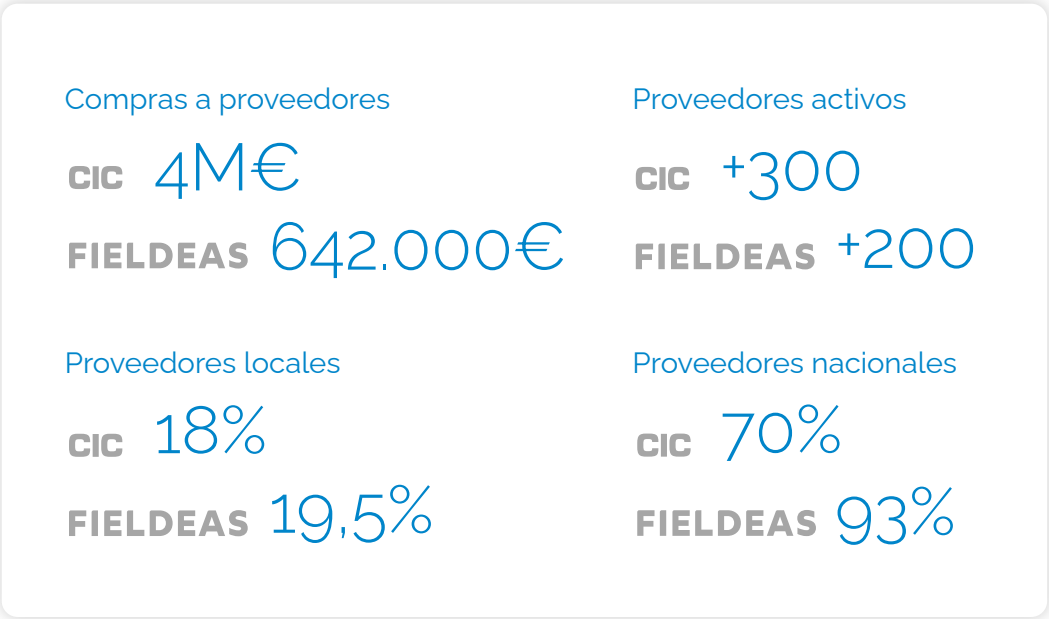 Compras a proveedores
CIC 4M€
FIELDEAS 642.000€
Proveedores activos
CIC +300
FIELDEAS +200
Proveedores locales
CIC 18%
FIELDEAS 19,5%
Proveedores nacionales
CIC 70%
FIELDEAS 93%